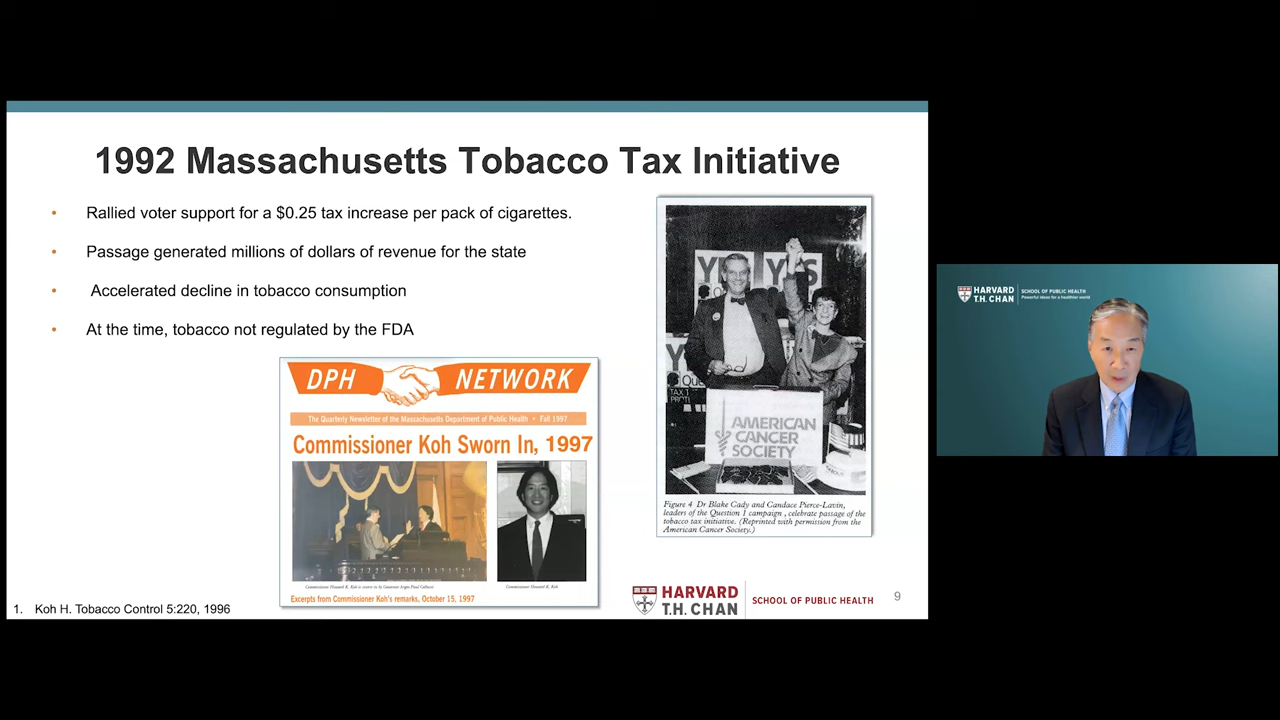 1992 Massachusetts Tobacco Tax Initiative
• Rallied voter support for a $0.25 tax increase per pack of cigarettes.
• Passage generated millions of dollars of revenue for the state
• Accelerated decline in tobacco consumption
• At the time, tobacco not regulated by the FDA
DPH NETWORK
The Quarterly Newsletter of the Massachusetts Department of Public Health • Fall 1997
Commissioner Koh Sworn In, 1997
Commissioner Howard K. Koh is sworn in by Governor Argeo Paul Cellucci
Commissioner Howard K. Koh
Excerpts from Commissioner Koh's remarks, October 15, 1997
YES
AMERICAN
CANCER
SOCIETY
Figure 4 Dr Blake Cady and Candace Pierce-Lavin,
leaders of the Question 1 campaign, celebrate passage of the
tobacco tax initiative. (Reprinted with permission from the
American Cancer Society.)
1. Koh H. Tobacco Control 5:220, 1996
HARVARD
T.H. CHAN
SCHOOL OF PUBLIC HEALTH
9
HARVARD
T.H. CHAN
SCHOOL OF PUBLIC HEALTH
Powerful ideas for a healthier world